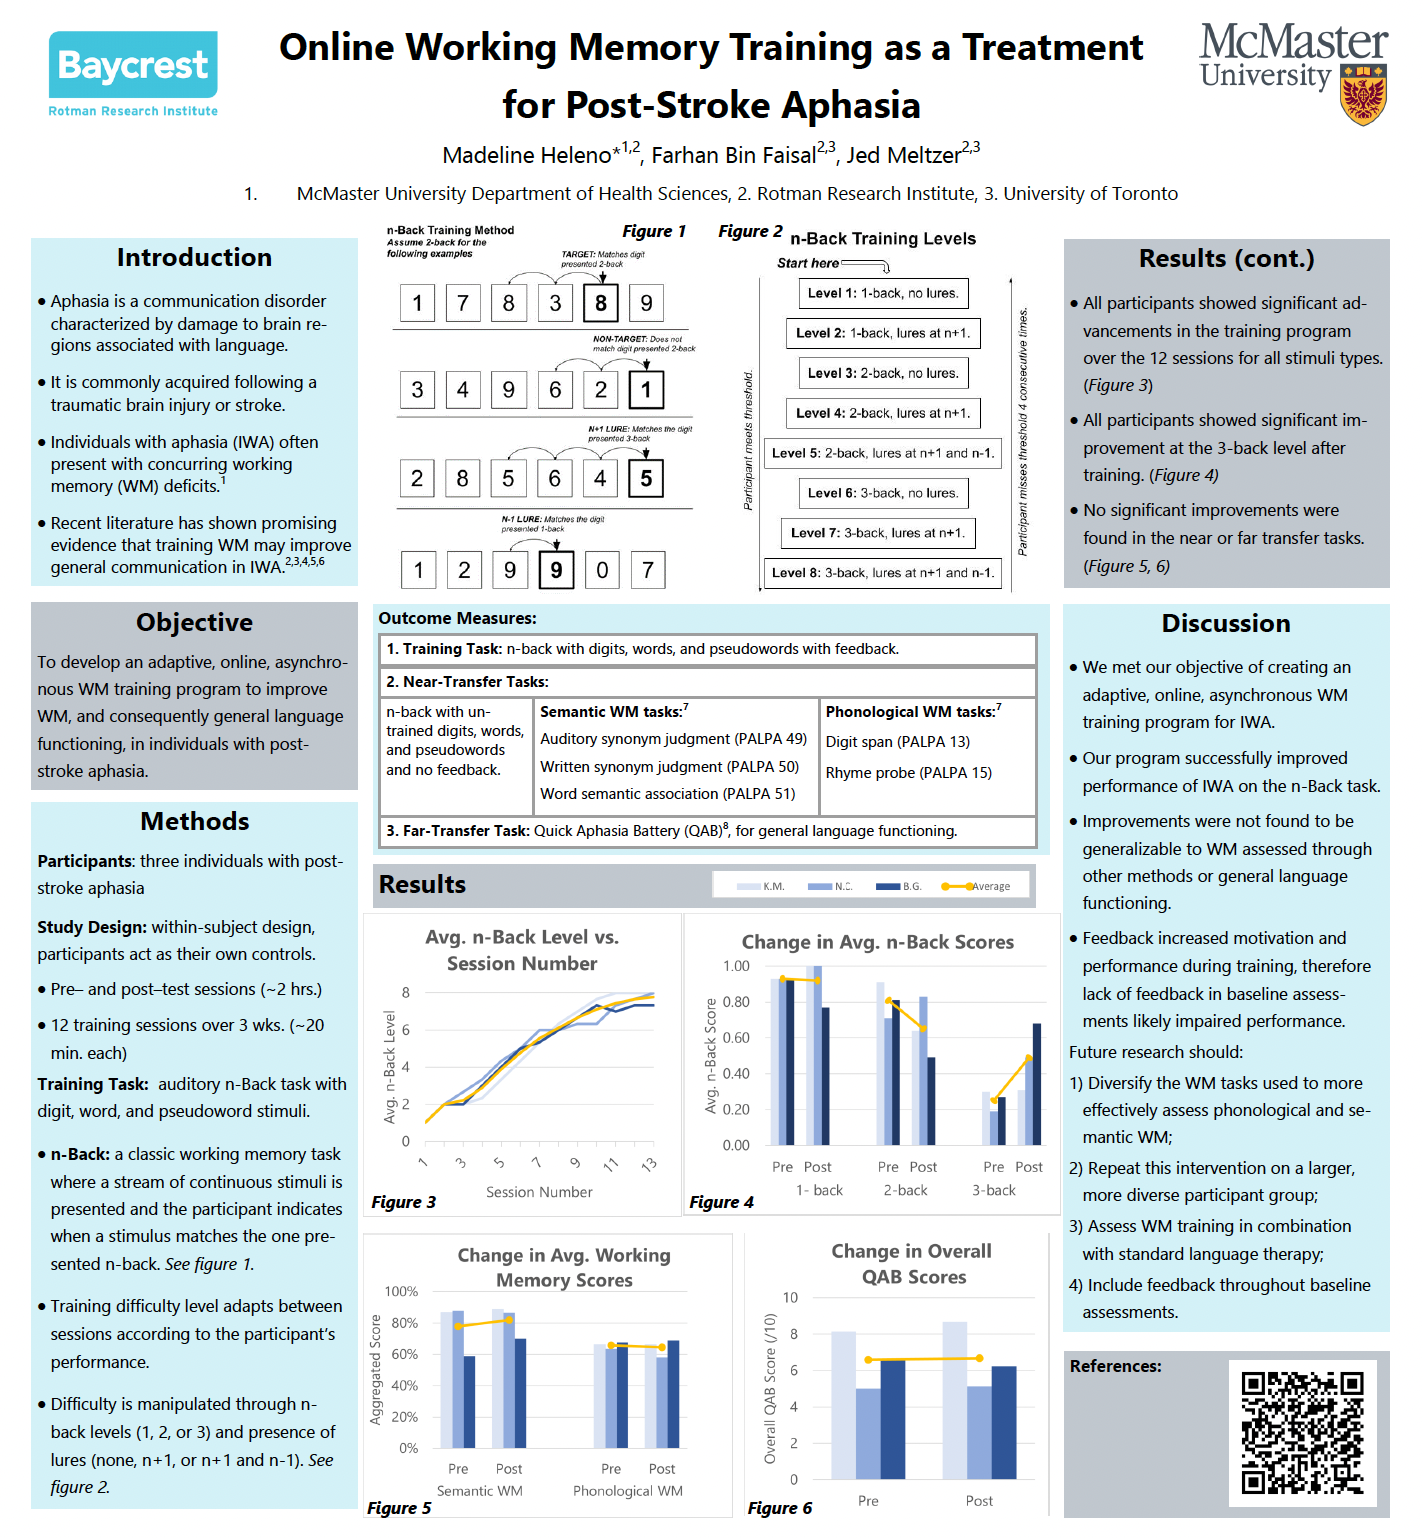 Baycrest
Rotman Research Institute
Online Working Memory Training as a Treatment
for Post-Stroke Aphasia
McMaster
University
Madeline Heleno*1,2, Farhan Bin Faisal2,3, Jed Meltzer2,3
1. McMaster University Department of Health Sciences, 2. Rotman Research Institute, 3. University of Toronto
Introduction
• Aphasia is a communication disorder
characterized by damage to brain re-
gions associated with language.
• It is commonly acquired following a
traumatic brain injury or stroke.
• Individuals with aphasia (IWA) often
present with concurring working
memory (WM) deficits.1
• Recent literature has shown promising
evidence that training WM may improve
general communication in IWA.2,3,4,5,6
Objective
To develop an adaptive, online, asynchro-
nous WM training program to improve
WM, and consequently general language
functioning, in individuals with post-
stroke aphasia.
Methods
Participants: three individuals with post-
stroke aphasia
Study Design: within-subject design,
participants act as their own controls.
• Pre– and post–test sessions (~2 hrs.)
• 12 training sessions over 3 wks. (~20
min. each)
Training Task: auditory n-Back task with
digit, word, and pseudoword stimuli.
• n-Back: a classic working memory task
where a stream of continuous stimuli is
presented and the participant indicates
when a stimulus matches the one pre-
sented n-back. See figure 1.
• Training difficulty level adapts between
sessions according to the participant's
performance.
• Difficulty is manipulated through n-
back levels (1, 2, or 3) and presence of
lures (none, n+1, or n+1 and n-1). See
figure 2.
n-Back Training Method
Assume 2-back for the
following examples
Figure 1
TARGET: Matches digit
presented 2-back
1 7 8 3 8 9
NON-TARGET: Does not
match digit presented 2-back
3 4 9 6 2 1
N+1 LURE: Matches the digit
presented 3-back
2 8 5 6 4 5
N-1 LURE: Matches the digit
presented 1-back
1 2 9 9 0 7
Figure 2
n-Back Training Levels
Start here
Level 1: 1-back, no lures.
Level 2: 1-back, lures at n+1.
Level 3: 2-back, no lures.
Level 4: 2-back, lures at n+1.
Level 5: 2-back, lures at n+1 and n-1.
Level 6: 3-back, no lures.
Level 7: 3-back, lures at n+1.
Level 8: 3-back, lures at n+1 and n-1.
Participant meets threshold.
Participant misses threshold 4 consecutive times.
Outcome Measures:
1. Training Task: n-back with digits, words, and pseudowords with feedback.
2. Near-Transfer Tasks:
n-back with un-
trained digits, words,
and pseudowords
and no feedback.
Semantic WM tasks:7
Auditory synonym judgment (PALPA 49)
Written synonym judgment (PALPA 50)
Word semantic association (PALPA 51)
Phonological WM tasks:7
Digit span (PALPA 13)
Rhyme probe (PALPA 15)
3. Far-Transfer Task: Quick Aphasia Battery (QAB)8, for general language functioning.
Results
K.M. N.C. B.G. Average
Avg. n-Back Level vs.
Session Number
Avg. n-Back Level
8
6
4
2
0
1 3 5 7 9 11 13
Session Number
Figure 3
Change in Avg. n-Back Scores
Avg. n-Back Score
1.00
0.80
0.60
0.40
0.20
0.00
Pre Post Pre Post Pre Post
1- back 2-back 3-back
Figure 4
Change in Avg. Working
Memory Scores
Aggregated Score
100%
80%
60%
40%
20%
0%
Pre Post Pre Post
Semantic WM Phonological WM
Figure 5
Change in Overall
QAB Scores
Overall QAB Score (/10)
10
8
6
4
2
0
Pre Post
Figure 6
Results (cont.)
• All participants showed significant ad-
vancements in the training program
over the 12 sessions for all stimuli types.
(Figure 3)
• All participants showed significant im-
provement at the 3-back level after
training. (Figure 4)
• No significant improvements were
found in the near or far transfer tasks.
(Figure 5, 6)
Discussion
• We met our objective of creating an
adaptive, online, asynchronous WM
training program for IWA.
• Our program successfully improved
performance of IWA on the n-Back task.
• Improvements were not found to be
generalizable to WM assessed through
other methods or general language
functioning.
• Feedback increased motivation and
performance during training, therefore
lack of feedback in baseline assess-
ments likely impaired performance.
Future research should:
1) Diversify the WM tasks used to more
effectively assess phonological and se-
mantic WM;
2) Repeat this intervention on a larger,
more diverse participant group;
3) Assess WM training in combination
with standard language therapy;
4) Include feedback throughout baseline
assessments.
References: